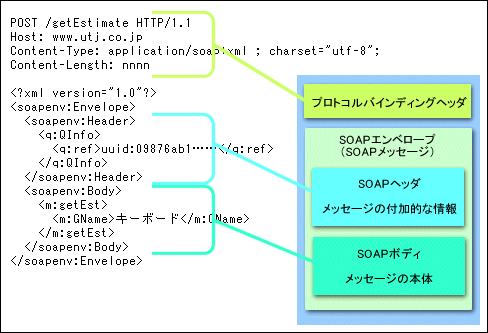 POST /getEstimate HTTP/1.1
Host: www.utj.co.jp
Content-Type: application/soap+xml ; charset="utf-8";
Content-Length: nnnn
<?xml version="1.0"?>
<soapenv:Envelope>
<soapenv:Header>
<q:QInfo>
<q:ref>uuid:09876ab1……</q:ref>
</q:QInfo>
</soapenv:Header>
<soapenv:Body>
<m:getEst>
<m:GName>キーボード</m:GName>
</m:getEst>
</soapenv:Body>
</soapenv:Envelope>
プロトコルバインディングヘッダ
SOAPエンベロープ
(SOAPメッセージ)
SOAPヘッダ
メッセージの付加的な情報
SOAPボディ
メッセージの本体